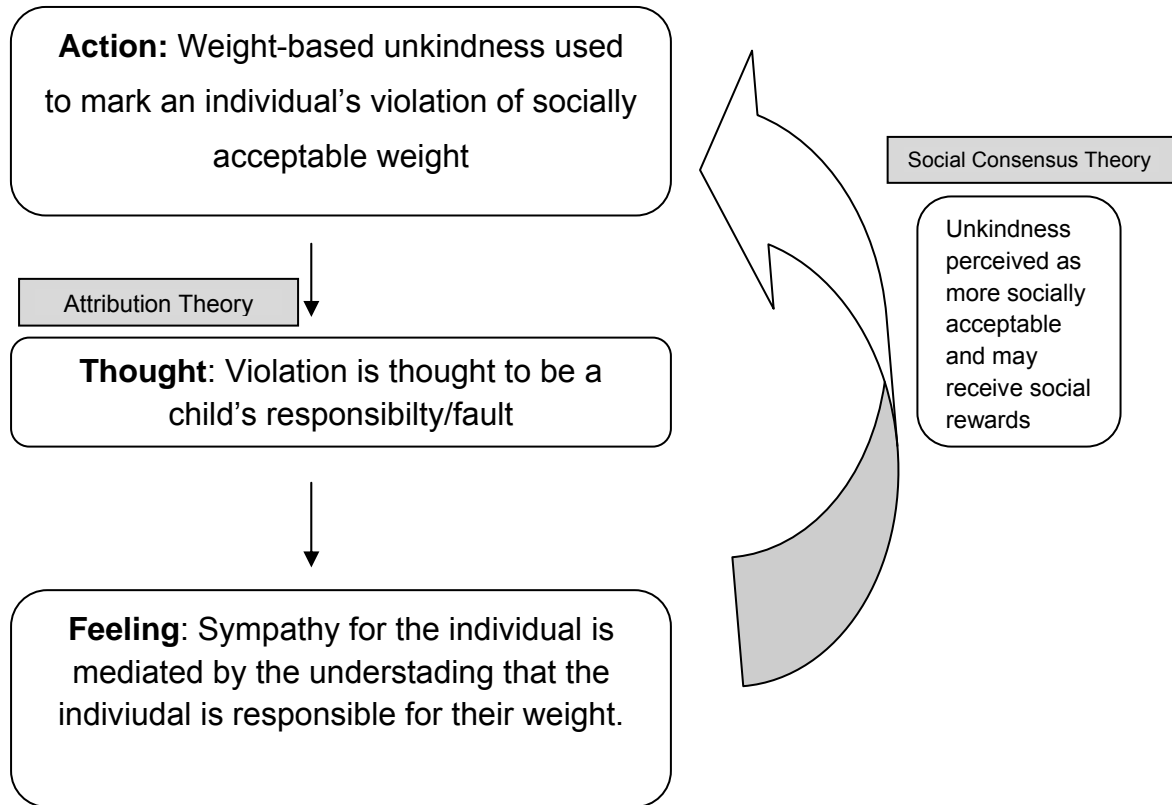 Action: Weight-based unkindness used
to mark an individual’s violation of socially
acceptable weight
Attribution Theory
Thought: Violation is thought to be a
child’s responsibilty/fault
Feeling: Sympathy for the individual is
mediated by the understading that the
indiviudal is responsible for their weight.
Social Consensus Theory
Unkindness
perceived as
more socially
acceptable
and may
receive social
rewards